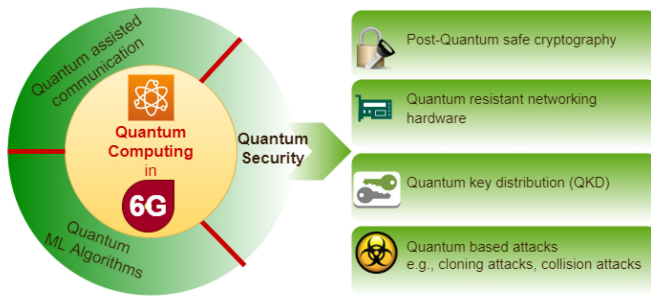 Quantum assisted
communication
Quantum
Computing
in
6G
Quantum
ML Algorithms
Quantum
Security
Post-Quantum safe cryptography
Quantum resistant networking
hardware
Quantum key distribution (QKD)
Quantum based attacks
e.g., cloning attacks, collision attacks